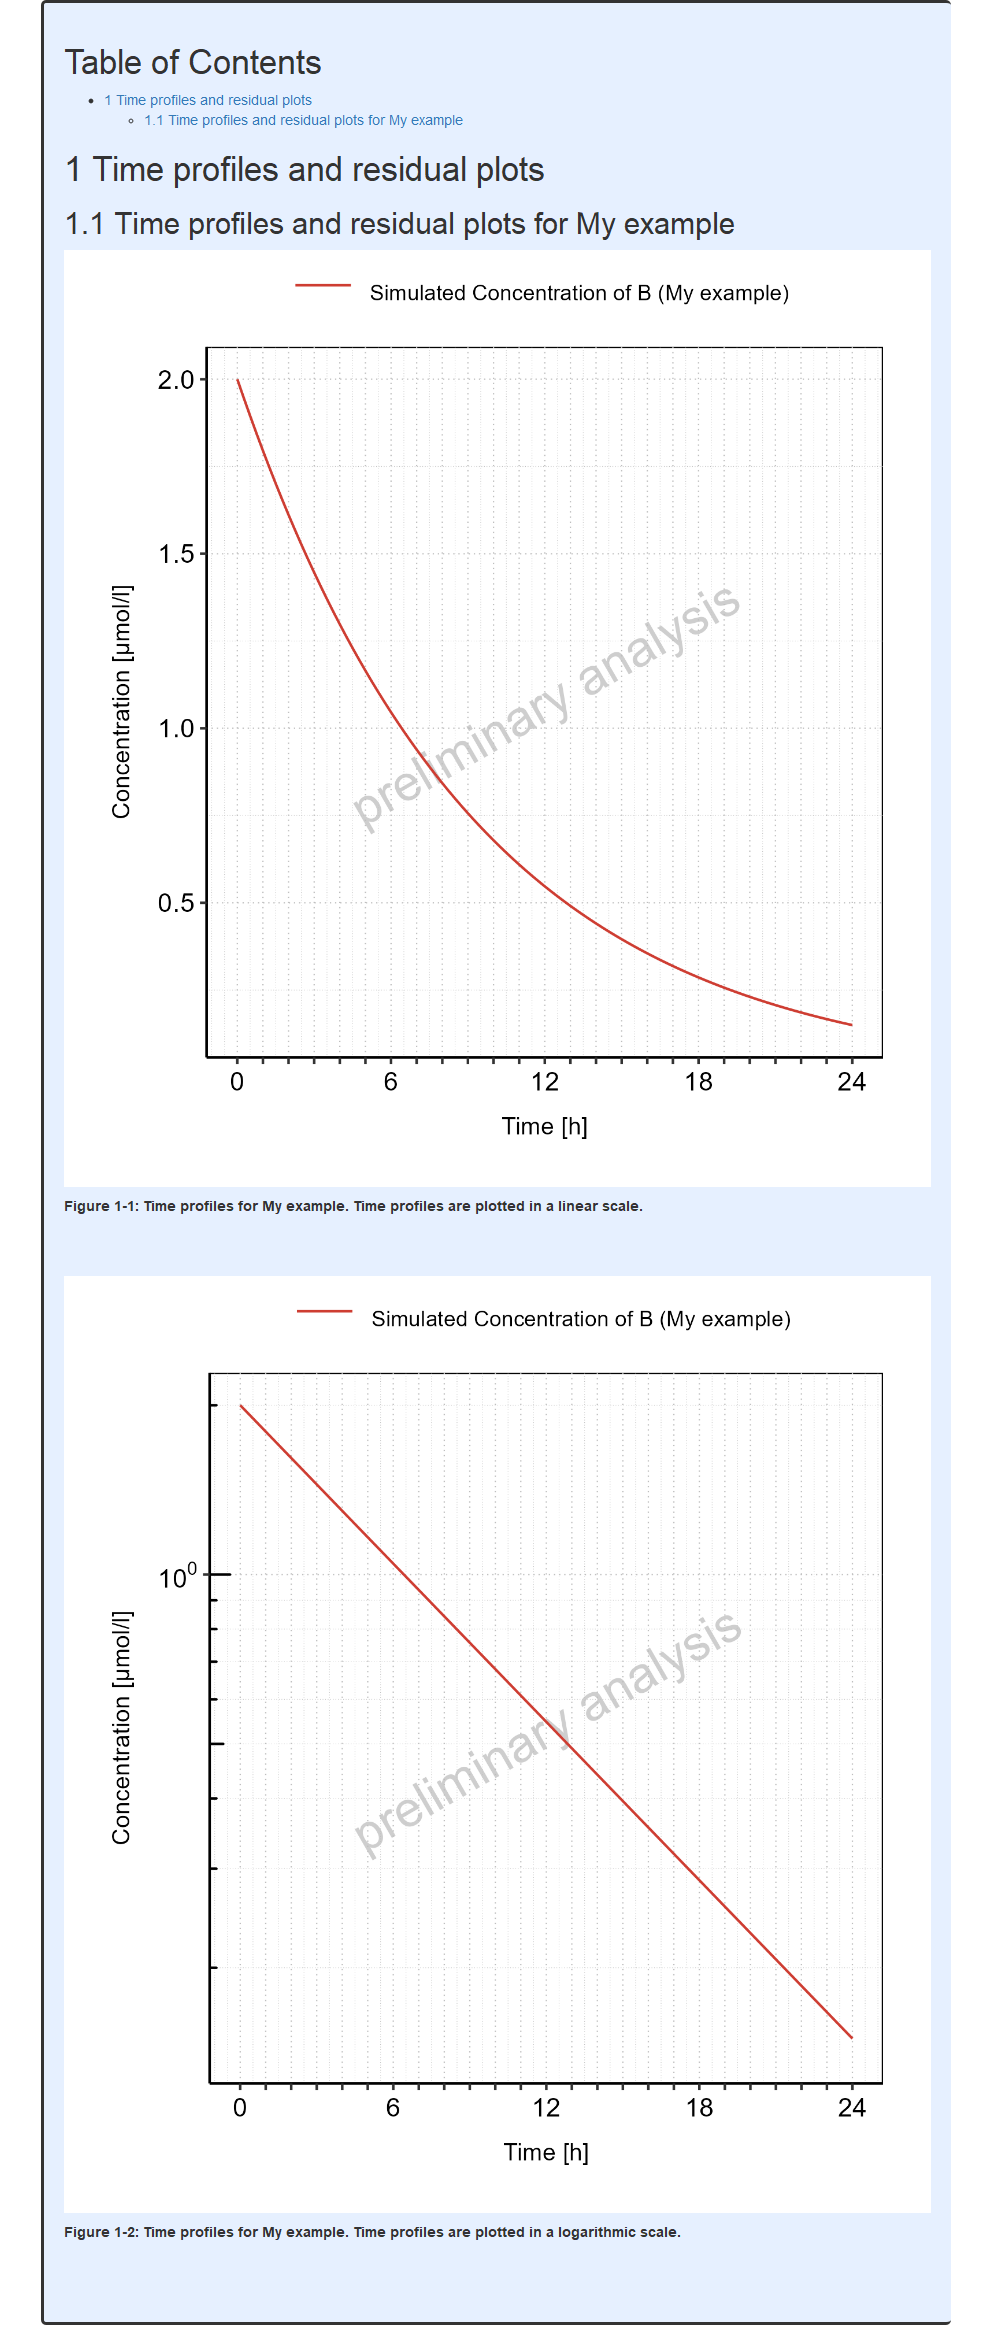 Table of Contents
1 Time profiles and residual plots
1.1 Time profiles and residual plots for My example
1 Time profiles and residual plots
1.1 Time profiles and residual plots for My example
Simulated Concentration of B (My example)
2.0
1.5
1.0
0.5
Concentration [µmol/l]
preliminary analysis
0 6 12 18 24
Time [h]
Figure 1-1: Time profiles for My example. Time profiles are plotted in a linear scale.
Simulated Concentration of B (My example)
10⁰
Concentration [µmol/l]
preliminary analysis
0 6 12 18 24
Time [h]
Figure 1-2: Time profiles for My example. Time profiles are plotted in a logarithmic scale.